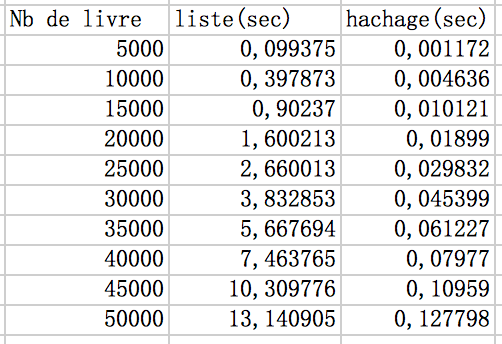 Nb de livre liste(sec) hachage(sec)
5000 0,099375 0,001172
10000 0,397873 0,004636
15000 0,90237 0,010121
20000 1,600213 0,01899
25000 2,660013 0,029832
30000 3,832853 0,045399
35000 5,667694 0,061227
40000 7,463765 0,07977
45000 10,309776 0,10959
50000 13,140905 0,127798